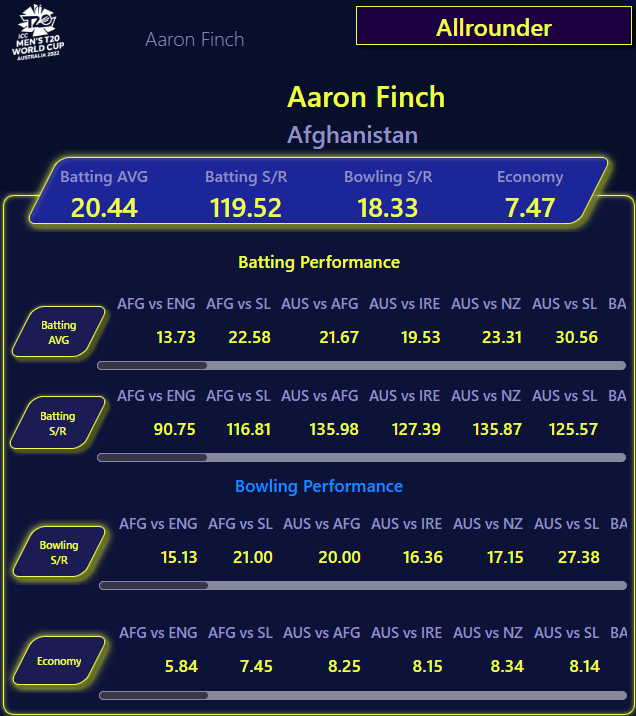 ICC
MEN'S T20
WORLD CUP
AUSTRALIA 2022
Aaron Finch
Allrounder
Aaron Finch
Afghanistan
Batting AVG Batting S/R Bowling S/R Economy
20.44 119.52 18.33 7.47
Batting Performance
AFG vs ENG AFG vs SL AUS vs AFG AUS vs IRE AUS vs NZ AUS vs SL BA
Batting
AVG
13.73 22.58 21.67 19.53 23.31 30.56
AFG vs ENG AFG vs SL AUS vs AFG AUS vs IRE AUS vs NZ AUS vs SL BA
Batting
S/R
90.75 116.81 135.98 127.39 135.87 125.57
Bowling Performance
AFG vs ENG AFG vs SL AUS vs AFG AUS vs IRE AUS vs NZ AUS vs SL BA
Bowling
S/R
15.13 21.00 20.00 16.36 17.15 27.38
AFG vs ENG AFG vs SL AUS vs AFG AUS vs IRE AUS vs NZ AUS vs SL BA
Economy
5.84 7.45 8.25 8.15 8.34 8.14